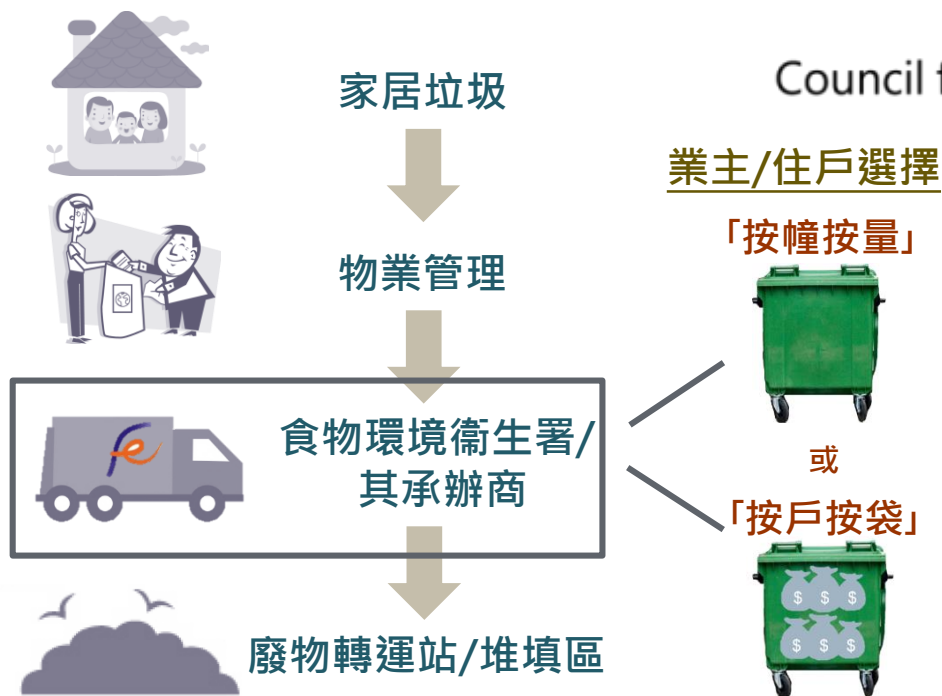 家居垃圾
物業管理
食物環境衞生署/
其承辦商
廢物轉運站/堆填區
Council f
業主/住戶選擇
「按幢按量」
或
「按戶按袋」
$ $ $
$ $ $